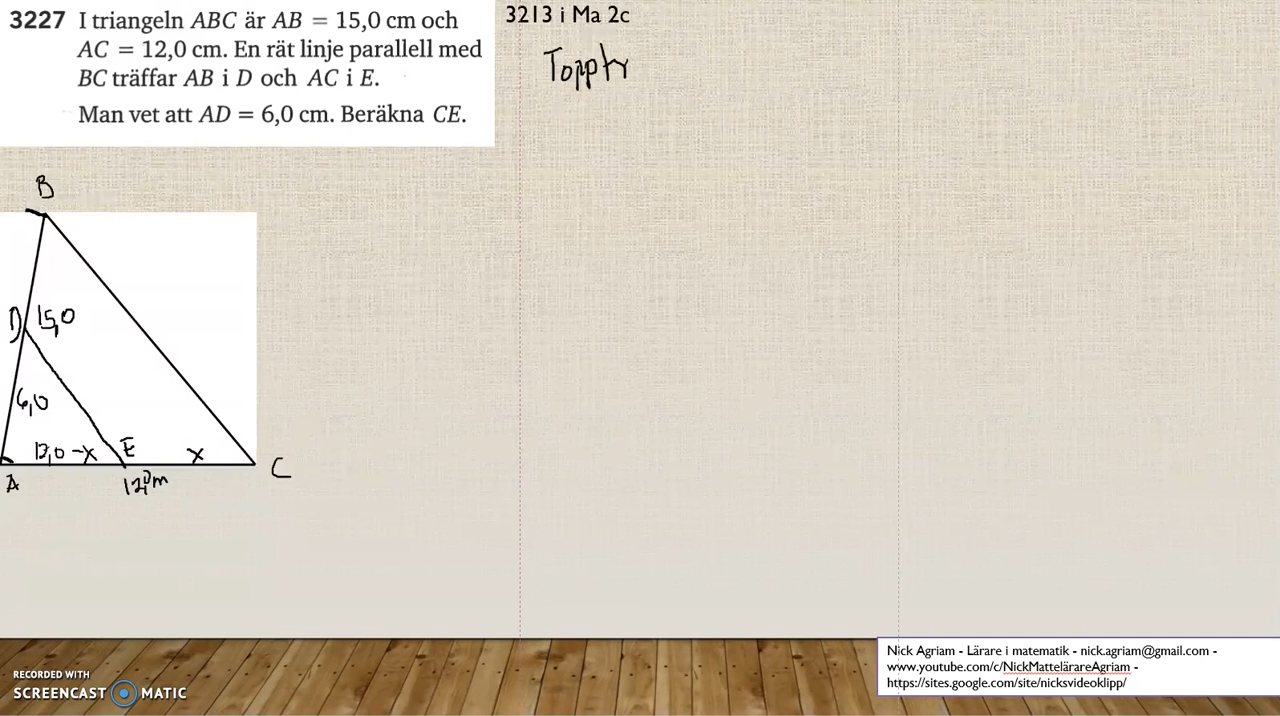 3227 I triangeln ABC är AB = 15,0 cm och
AC = 12,0 cm. En rät linje parallell med
BC träffar AB i D och AC i E.
Man vet att AD = 6,0 cm. Beräkna CE.
3213 i Ma 2c
Topptr
B
D 15,0
6,0
12,0 -x E x
A C
RECORDED WITH
SCREENCAST MATIC
Nick Agriam - Lärare i matematik - nick.agriam@gmail.com -
www.youtube.com/c/NickMattelärareAgriam -
https://sites.google.com/site/nicksvideoklipp/